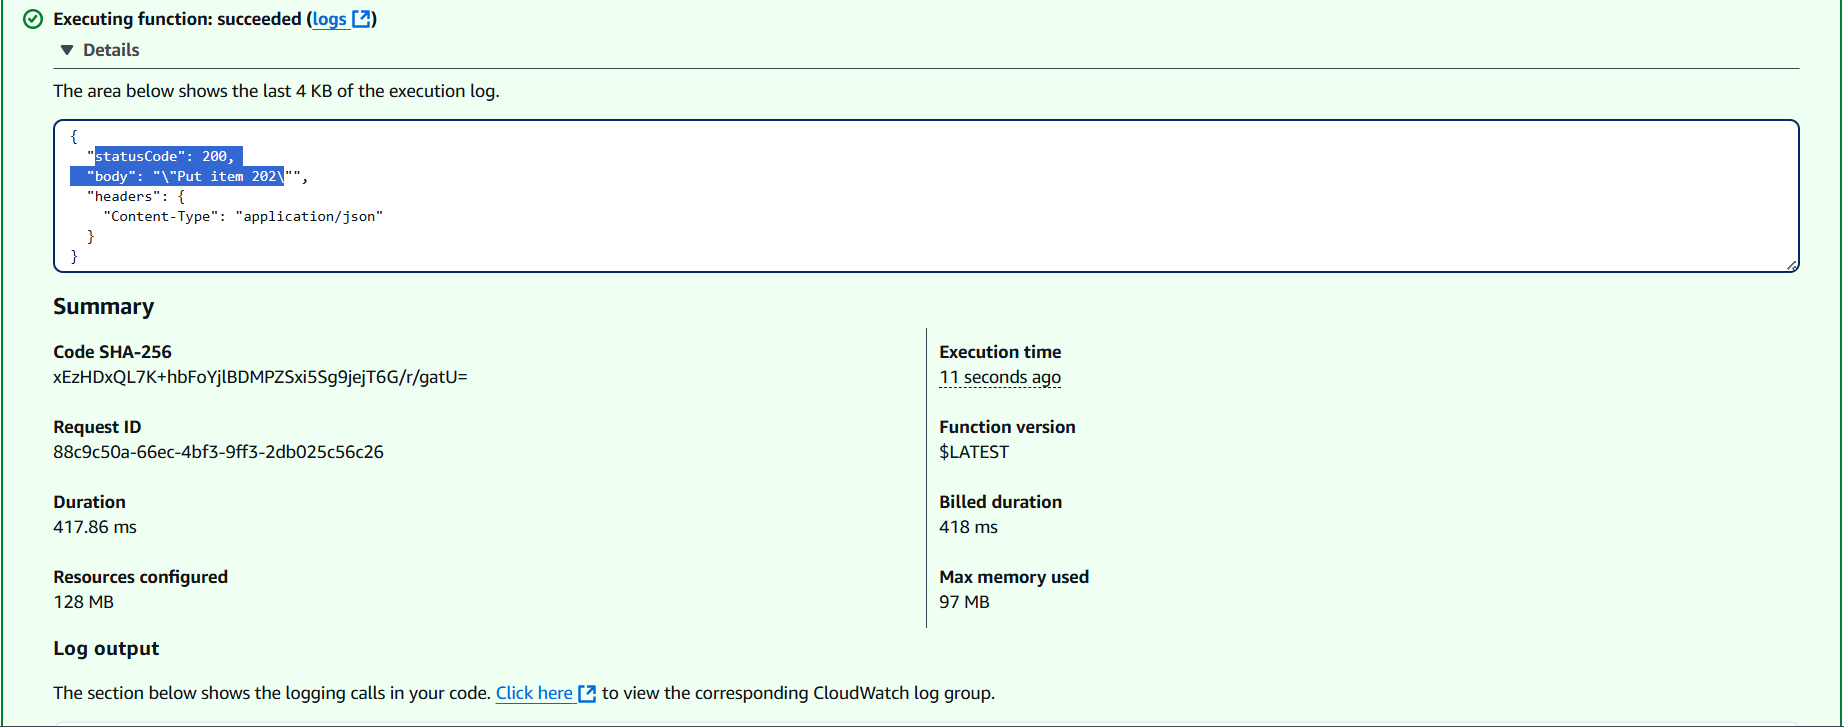 Executing function: succeeded (logs)
Details
The area below shows the last 4 KB of the execution log.
{
  "statusCode": 200,
  "body": "\"Put item 202\"",
  "headers": {
    "Content-Type": "application/json"
  }
}
Summary
Code SHA-256
xEzHDxQL7K+hbFoYjlBDMPZSxi5Sg9jejT6G/r/gatU=
Execution time
11 seconds ago
Request ID
88c9c50a-66ec-4bf3-9ff3-2db025c56c26
Function version
$LATEST
Duration
417.86 ms
Billed duration
418 ms
Resources configured
128 MB
Max memory used
97 MB
Log output
The section below shows the logging calls in your code. Click here to view the corresponding CloudWatch log group.